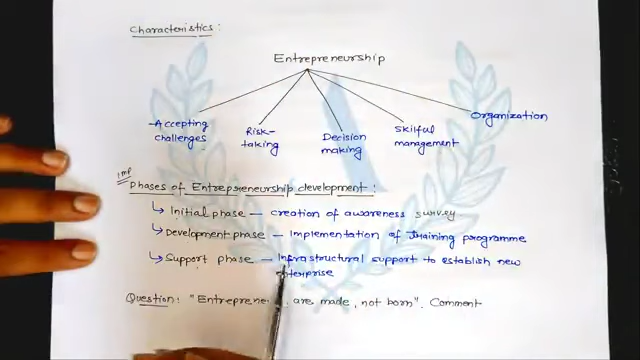 Characteristics:
Entrepreneurship
Accepting challenges
Risk-taking
Decision making
Skilful management
Organization
Imp
Phases of Entrepreneurship development:
↳ Initial phase — creation of awareness survey
↳ Development phase — Implementation of training programme
↳ Support phase — Infrastructural support to establish new
enterprise
Question: "Entrepreneurs are made, not born". Comment